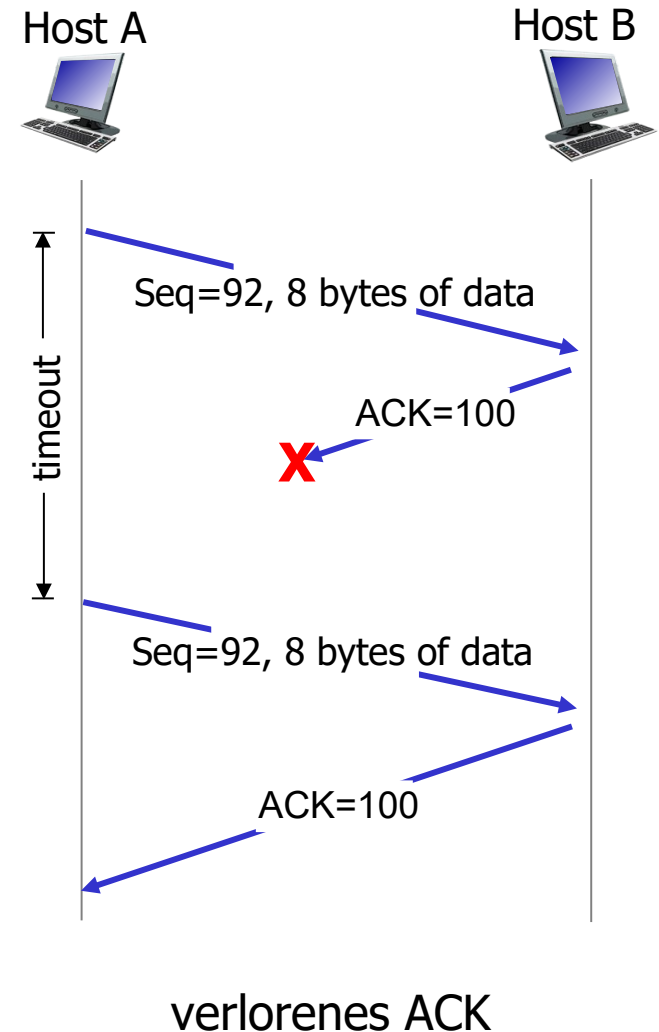 Host A
Host B
Seq=92, 8 bytes of data
ACK=100
X
timeout
Seq=92, 8 bytes of data
ACK=100
verlorenes ACK